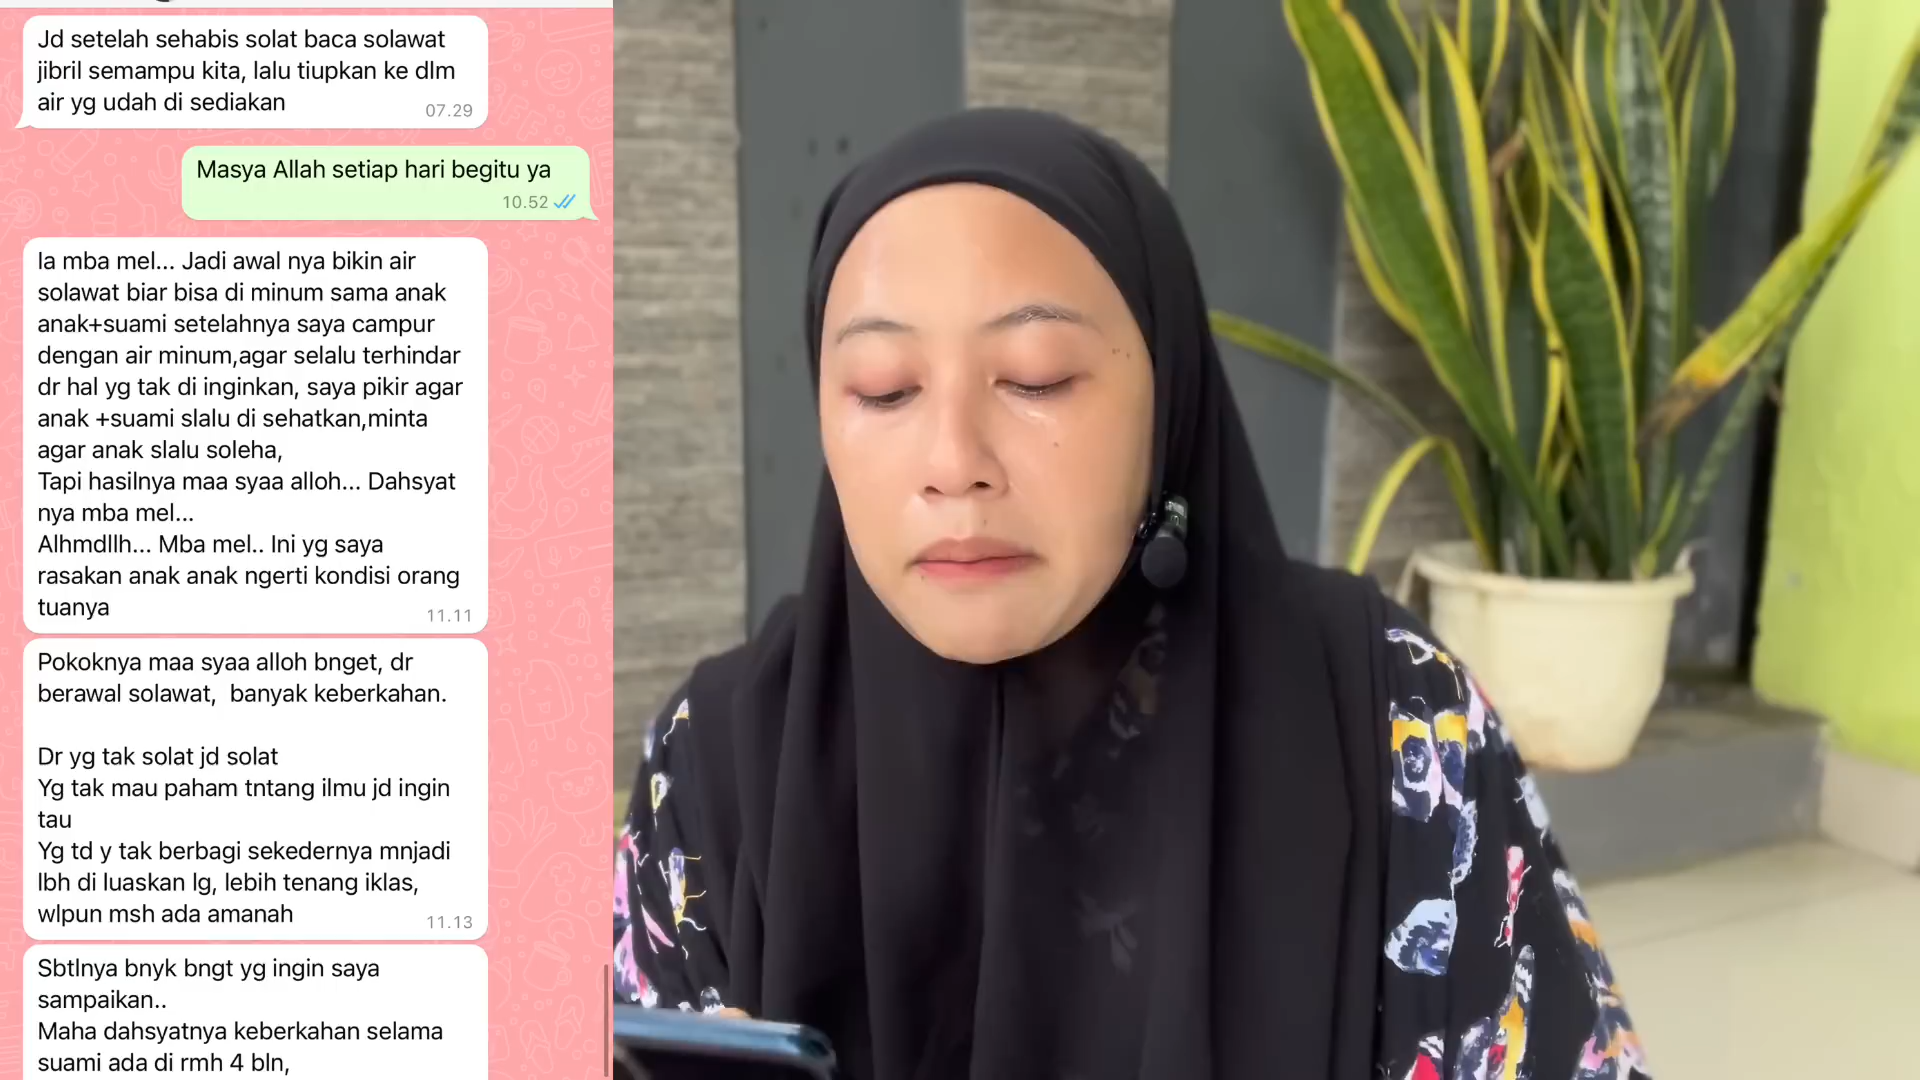 Jd setelah sehabis solat baca solawat
jibril semampu kita, lalu tiupkan ke dlm
air yg udah di sediakan
07.29
Masya Allah setiap hari begitu ya
10.52
Ia mba mel... Jadi awal nya bikin air
solawat biar bisa di minum sama anak
anak+suami setelahnya saya campur
dengan air minum,agar selalu terhindar
dr hal yg tak di inginkan, saya pikir agar
anak +suami slalu di sehatkan,minta
agar anak slalu soleha,
Tapi hasilnya maa syaa alloh... Dahsyat
nya mba mel...
Alhmdllh... Mba mel.. Ini yg saya
rasakan anak anak ngerti kondisi orang
tuanya
11.11
Pokoknya maa syaa alloh bnget, dr
berawal solawat,  banyak keberkahan.
Dr yg tak solat jd solat
Yg tak mau paham tntang ilmu jd ingin
tau
Yg td y tak berbagi sekedernya mnjadi
lbh di luaskan lg, lebih tenang iklas,
wlpun msh ada amanah
11.13
Sbtlnya bnyk bngt yg ingin saya
sampaikan..
Maha dahsyatnya keberkahan selama
suami ada di rmh 4 bln,